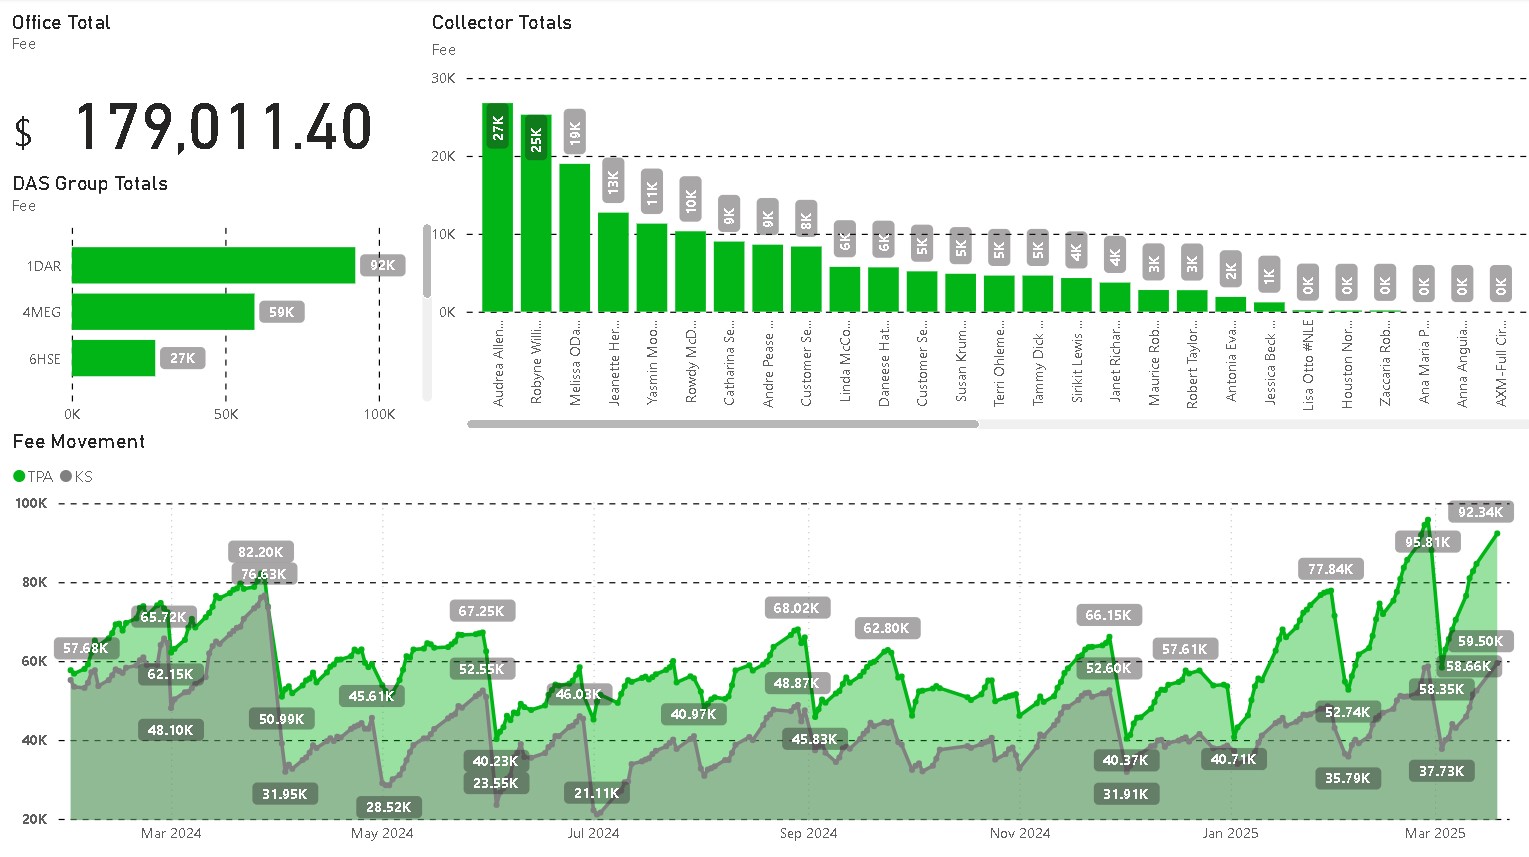 Office Total
Fee
$ 179,011.40
DAS Group Totals
Fee
1DAR 92K
4MEG 59K
6HSE 27K
0K 50K 100K
Collector Totals
Fee
30K
20K
10K
0K
27K
25K
19K
13K
11K
10K
9K
9K
8K
6K
6K
5K
5K
5K
5K
4K
4K
3K
3K
2K
1K
0K
0K
0K
0K
0K
0K
Audrea Allen...
Robyne Willi...
Melissa ODa...
Jeanette Her...
Yasmin Moo...
Rowdy McD...
Catharina Se...
Andre Pease ...
Customer Se...
Linda McCo...
Daneese Hat...
Customer Se...
Susan Krum...
Terri Ohleme...
Tammy Dick ...
Sirikit Lewis ...
Janet Richar...
Maurice Rob...
Robert Taylor...
Antonia Eva...
Jessica Beck ...
Lisa Otto #NLE
Houston Nor...
Zaccaria Rob...
Ana Maria P...
Anna Anguia...
AXM-Full Cir...
Fee Movement
TPA KS
100K
80K
60K
40K
20K
57.68K
65.72K
62.15K
48.10K
82.20K
76.63K
50.99K
31.95K
45.61K
28.52K
67.25K
52.55K
40.23K
23.55K
46.03K
21.11K
40.97K
68.02K
48.87K
45.83K
62.80K
66.15K
52.60K
40.37K
31.91K
57.61K
40.71K
77.84K
52.74K
35.79K
95.81K
58.35K
37.73K
92.34K
59.50K
58.66K
Mar 2024 May 2024 Jul 2024 Sep 2024 Nov 2024 Jan 2025 Mar 2025